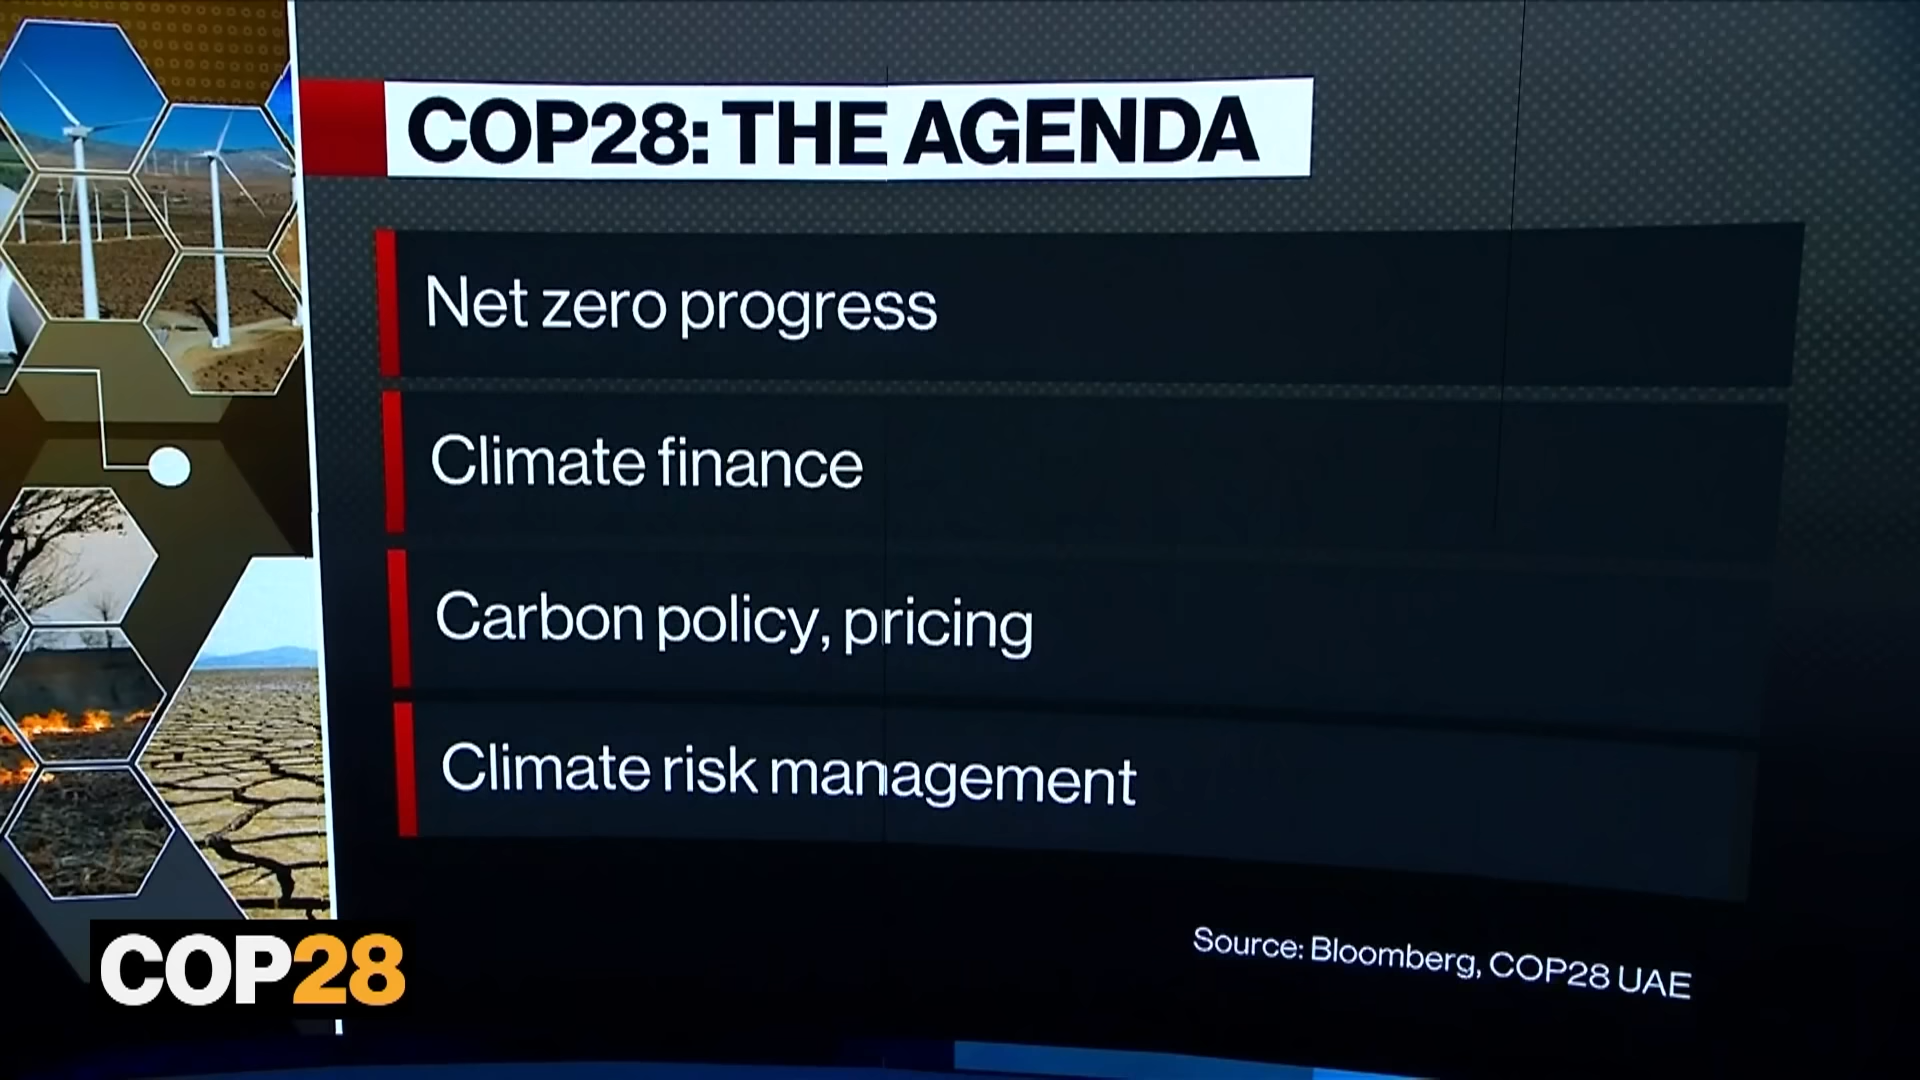 COP28: THE AGENDA
Net zero progress
Climate finance
Carbon policy, pricing
Climate risk management
Source: Bloomberg, COP28 UAE
COP28